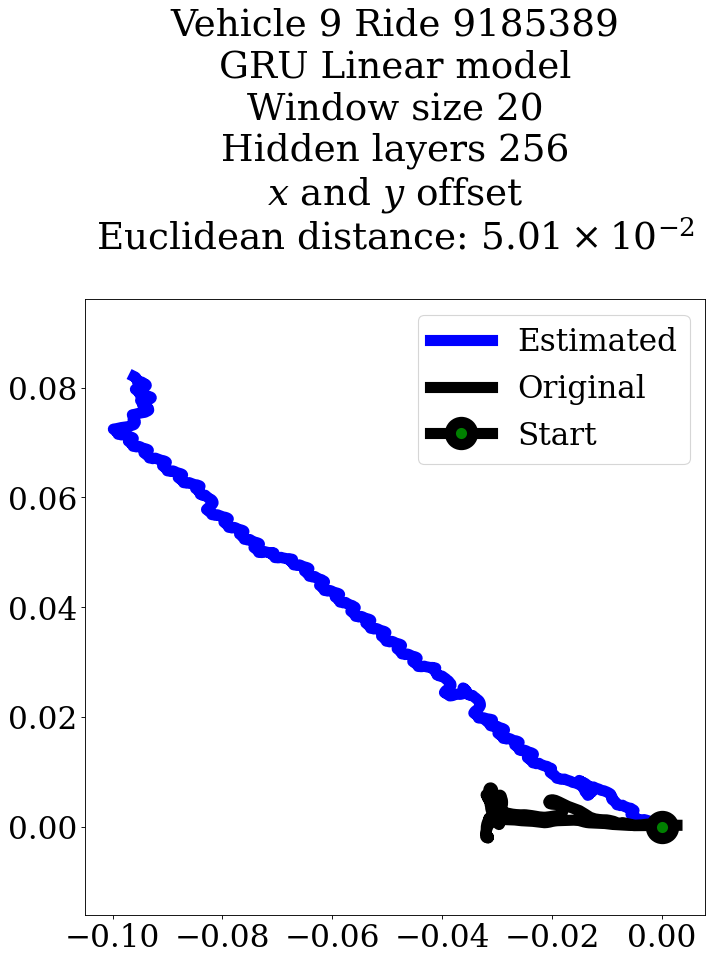 Vehicle 9 Ride 9185389
GRU Linear model
Window size 20
Hidden layers 256
x and y offset
Euclidean distance: 5.01 × 10⁻²
Estimated
Original
Start
0.08
0.06
0.04
0.02
0.00
−0.10 −0.08 −0.06 −0.04 −0.02 0.00